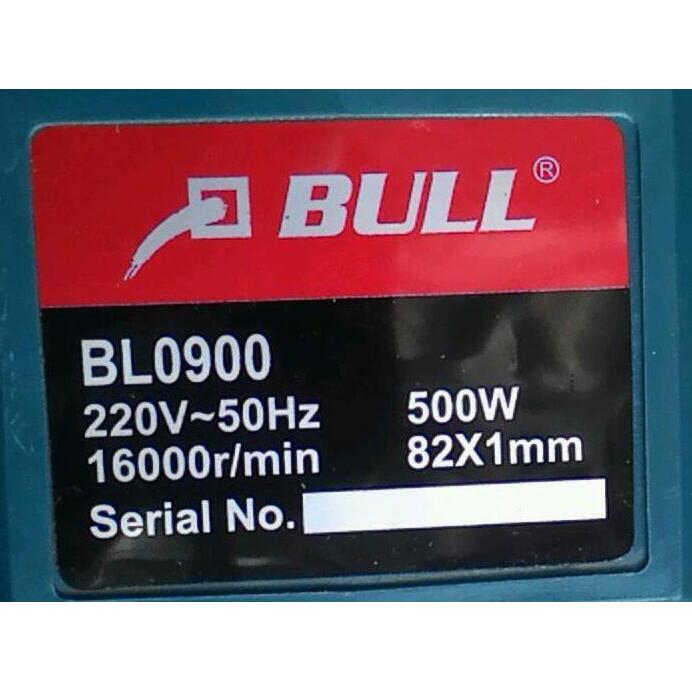 BULL®
BL0900
220V~50Hz 500W
16000r/min 82X1mm
Serial No.